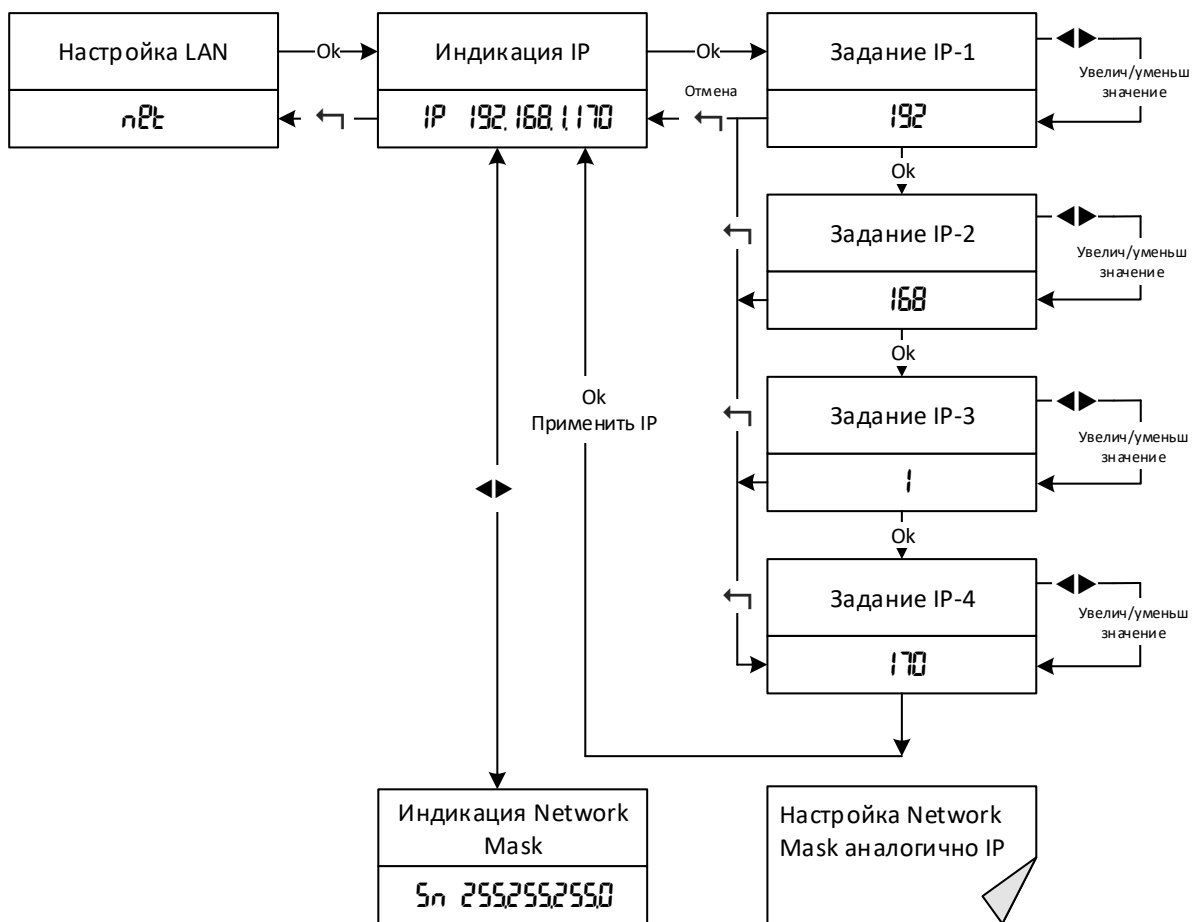 Настройка LAN
Ok
Индикация IP
Ok
Задание IP-1
Увелич/уменьш
значение
nEt
IP 192.168.1.170
Отмена
192
Ok
Задание IP-2
Увелич/уменьш
значение
168
Ok
Ok
Применить IP
Задание IP-3
Увелич/уменьш
значение
1
Ok
Задание IP-4
Увелич/уменьш
значение
170
Индикация Network
Mask
Sn 255.255.255.0
Настройка Network
Mask аналогично IP